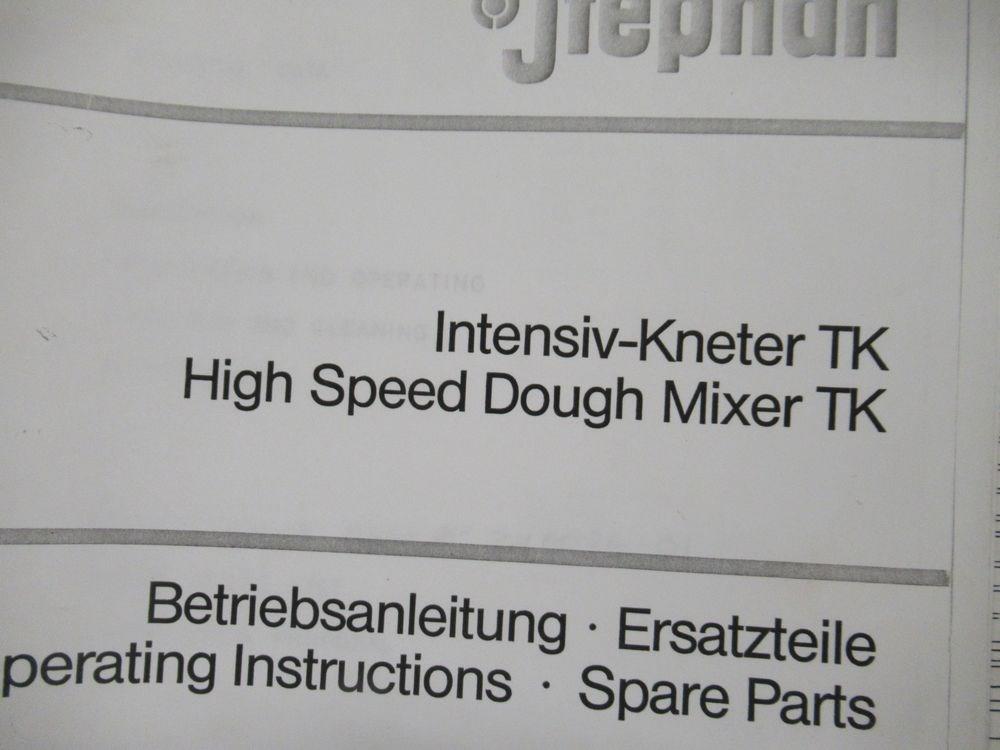 Stephan
Intensiv-Kneter TK
High Speed Dough Mixer TK
Betriebsanleitung · Ersatzteile
perating Instructions · Spare Parts